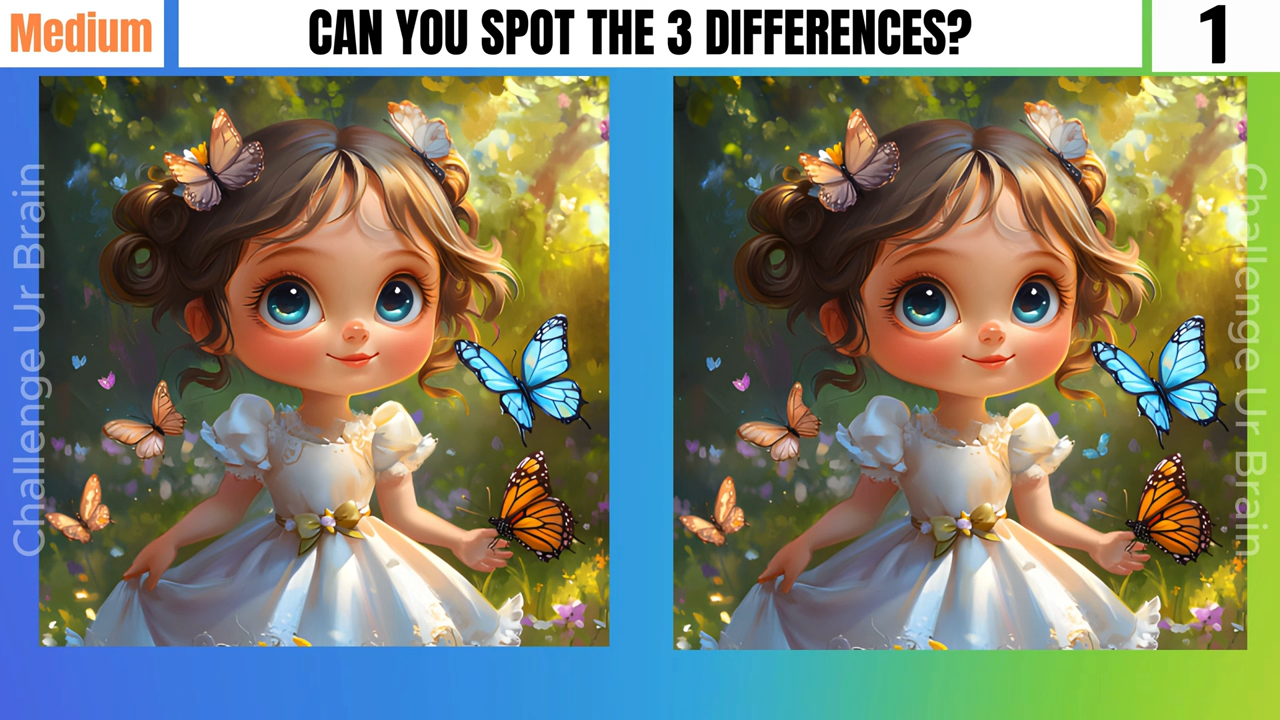 Medium
CAN YOU SPOT THE 3 DIFFERENCES?
1
Challenge Ur Brain
Challenge Ur Brain